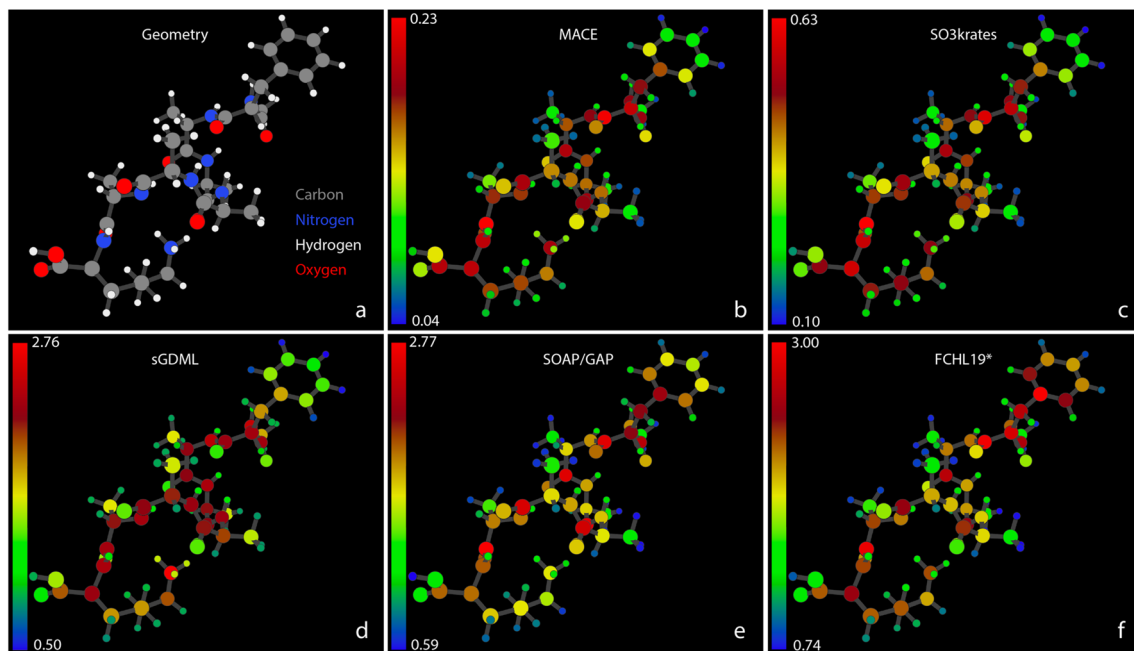 Geometry
Carbon
Nitrogen
Hydrogen
Oxygen
a
0.23
MACE
0.04
b
0.63
SO3krates
0.10
c
2.76
sGDML
0.50
d
2.77
SOAP/GAP
0.59
e
3.00
FCHL19*
0.74
f